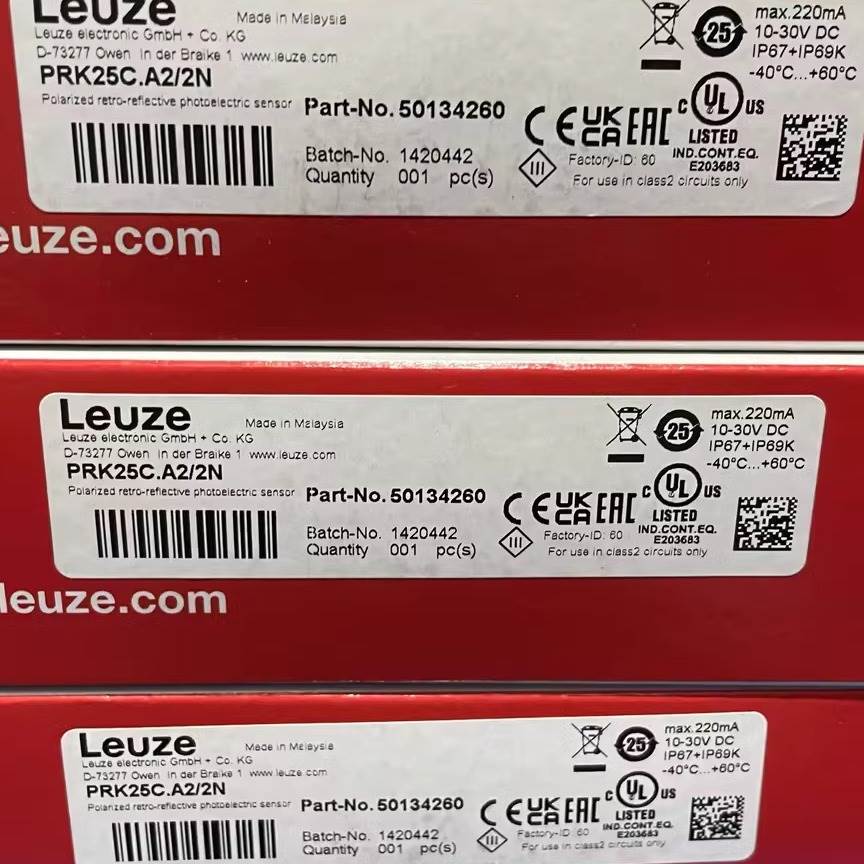 Leuze
Made in Malaysia
Leuze electronic GmbH + Co. KG
D-73277 Owen In der Braike 1 www.leuze.com
PRK25C.A2/2N
Polarized retro-reflective photoelectric sensor
Part-No. 50134260
Batch-No. 1420442
Quantity 001 pc(s)
CE UK CA EAC
III
Factory-ID: 60
For use in class2 circuits only
25
max.220mA
10-30V DC
IP67+IP69K
-40°C...+60°C
C UL US
LISTED
IND.CONT.EQ.
E203683
euze.com
Leuze
Made in Malaysia
Leuze electronic GmbH + Co. KG
D-73277 Owen In der Braike 1 www.leuze.com
PRK25C.A2/2N
Polarized retro-reflective photoelectric sensor
Part-No. 50134260
Batch-No. 1420442
Quantity 001 pc(s)
CE UK CA EAC
III
Factory-ID: 60
For use in class2 circuits only
25
max.220mA
10-30V DC
IP67+IP69K
-40°C...+60°C
C UL US
LISTED
IND.CONT.EQ.
E203683
leuze.com
Leuze
Made in Malaysia
Leuze electronic GmbH + Co. KG
D-73277 Owen In der Braike 1 www.leuze.com
PRK25C.A2/2N
Polarized retro-reflective photoelectric sensor
Part-No. 50134260
Batch-No. 1420442
Quantity 001 pc(s)
CE UK CA EAC
III
Factory-ID: 60
For use in class2 circuits only
25
max.220mA
10-30V DC
IP67+IP69K
-40°C...+60°C
C UL US
LISTED
IND.CONT.EQ.
E203683